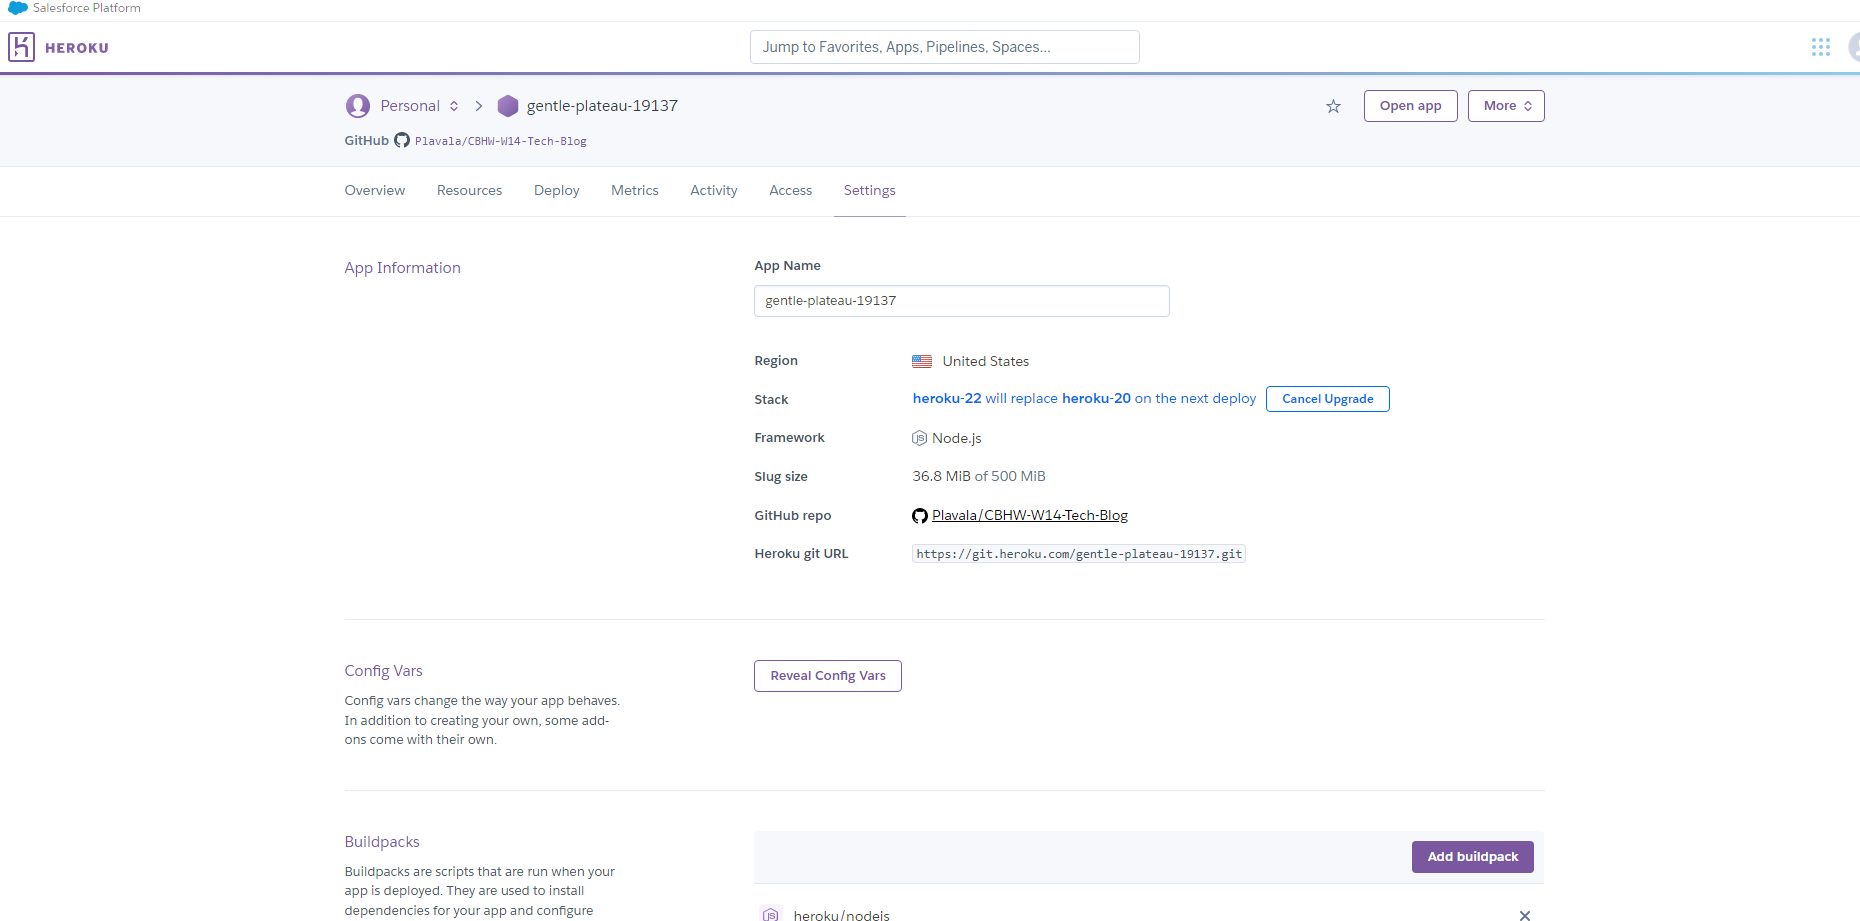 Salesforce Platform
HEROKU
Jump to Favorites, Apps, Pipelines, Spaces...
Personal
gentle-plateau-19137
Open app
More
GitHub Plavala/CBHW-W14-Tech-Blog
Overview Resources Deploy Metrics Activity Access Settings
App Information
App Name
gentle-plateau-19137
Region United States
Stack heroku-22 will replace heroku-20 on the next deploy Cancel Upgrade
Framework Node.js
Slug size 36.8 MiB of 500 MiB
GitHub repo Plavala/CBHW-W14-Tech-Blog
Heroku git URL https://git.heroku.com/gentle-plateau-19137.git
Config Vars
Config vars change the way your app behaves.
In addition to creating your own, some add-
ons come with their own.
Reveal Config Vars
Buildpacks
Buildpacks are scripts that are run when your
app is deployed. They are used to install
dependencies for your app and configure
Add buildpack
heroku/nodejs